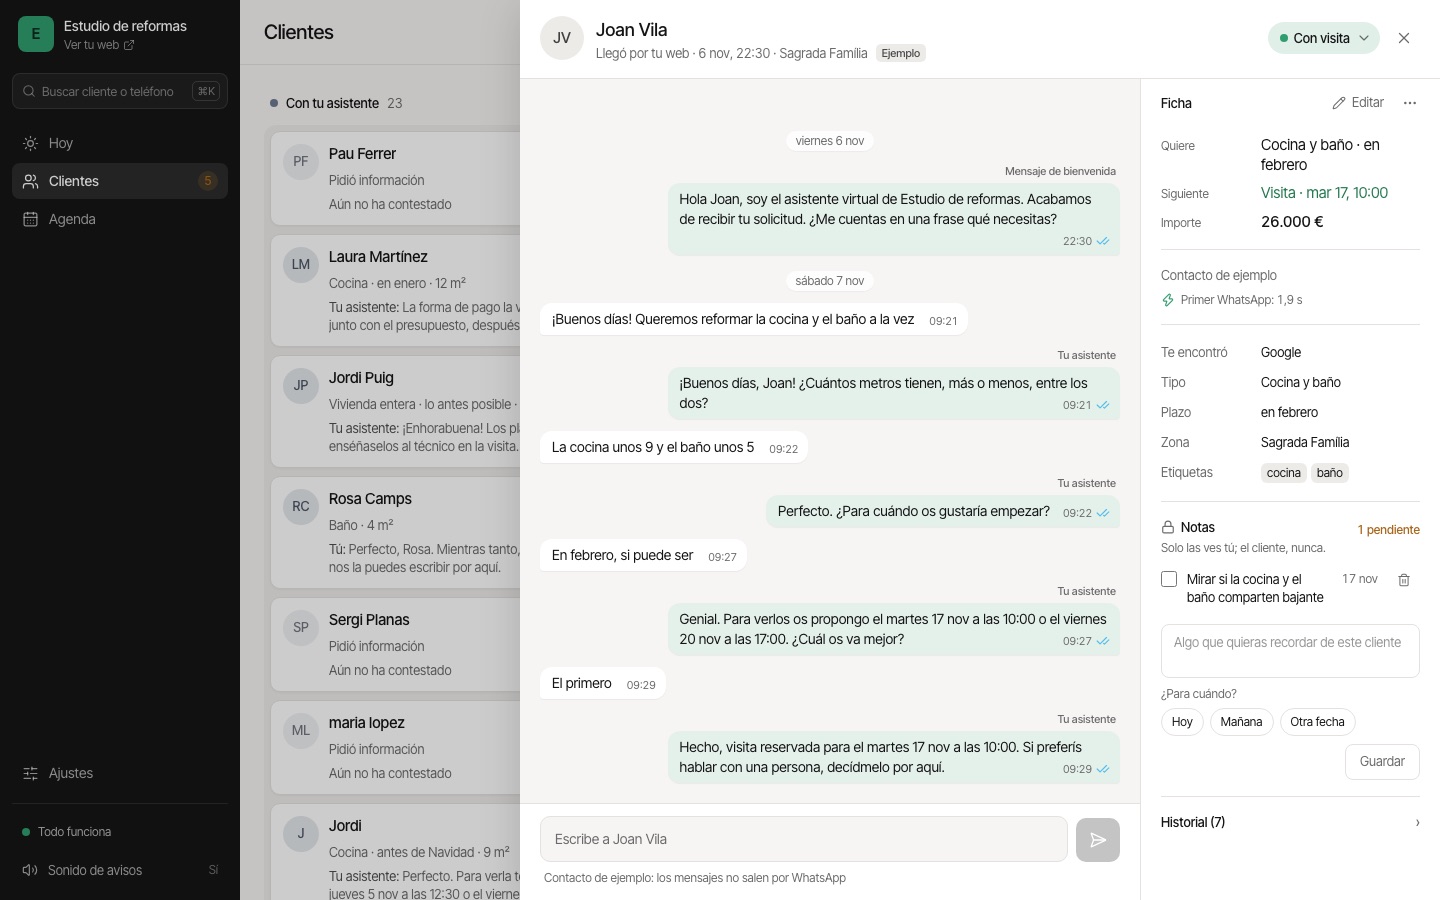 E
Estudio de reformas
Ver tu web
Buscar cliente o teléfono
⌘K
Hoy
Clientes
5
Agenda
Ajustes
Todo funciona
Sonido de avisos
Sí
Clientes
Con tu asistente 23
PF
Pau Ferrer
Pidió información
Aún no ha contestado
LM
Laura Martínez
Cocina · en enero · 12 m²
Tu asistente: La forma de pago la v
junto con el presupuesto, después
JP
Jordi Puig
Vivienda entera · lo antes posible ·
Tu asistente: ¡Enhorabuena! Los pl
enséñaselos al técnico en la visita.
RC
Rosa Camps
Baño · 4 m²
Tú: Perfecto, Rosa. Mientras tanto,
nos la puedes escribir por aquí.
SP
Sergi Planas
Pidió información
Aún no ha contestado
ML
maria lopez
Pidió información
Aún no ha contestado
J
Jordi
Cocina · antes de Navidad · 9 m²
Tu asistente: Perfecto. Para verla t
jueves 5 nov a las 12:30 o el vierne
JV
Joan Vila
Llegó por tu web · 6 nov, 22:30 · Sagrada Família Ejemplo
Con visita
viernes 6 nov
Mensaje de bienvenida
Hola Joan, soy el asistente virtual de Estudio de reformas. Acabamos
de recibir tu solicitud. ¿Me cuentas en una frase qué necesitas?
22:30
sábado 7 nov
¡Buenos días! Queremos reformar la cocina y el baño a la vez 09:21
Tu asistente
¡Buenos días, Joan! ¿Cuántos metros tienen, más o menos, entre los
dos? 09:21
La cocina unos 9 y el baño unos 5 09:22
Tu asistente
Perfecto. ¿Para cuándo os gustaría empezar? 09:22
En febrero, si puede ser 09:27
Tu asistente
Genial. Para verlos os propongo el martes 17 nov a las 10:00 o el viernes
20 nov a las 17:00. ¿Cuál os va mejor? 09:27
El primero 09:29
Tu asistente
Hecho, visita reservada para el martes 17 nov a las 10:00. Si preferís
hablar con una persona, decídmelo por aquí. 09:29
Escribe a Joan Vila
Contacto de ejemplo: los mensajes no salen por WhatsApp
Ficha
Editar
Quiere Cocina y baño · en
febrero
Siguiente Visita · mar 17, 10:00
Importe 26.000 €
Contacto de ejemplo
Primer WhatsApp: 1,9 s
Te encontró Google
Tipo Cocina y baño
Plazo en febrero
Zona Sagrada Família
Etiquetas cocina baño
Notas 1 pendiente
Solo las ves tú; el cliente, nunca.
Mirar si la cocina y el 17 nov
baño comparten bajante
Algo que quieras recordar de este cliente
¿Para cuándo?
Hoy Mañana Otra fecha
Guardar
Historial (7)